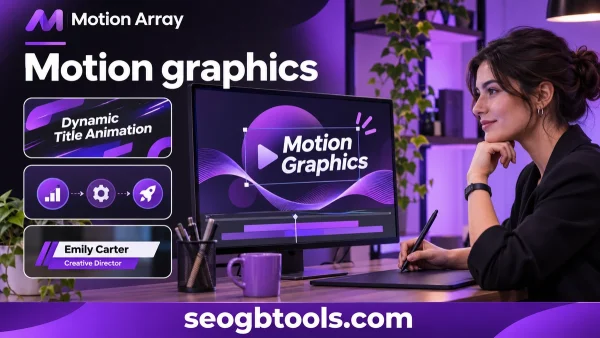 Motion Array
Motion graphics
Dynamic
Title Animation
Motion
Graphics
Emily Carter
Creative Director
seogbtools.com